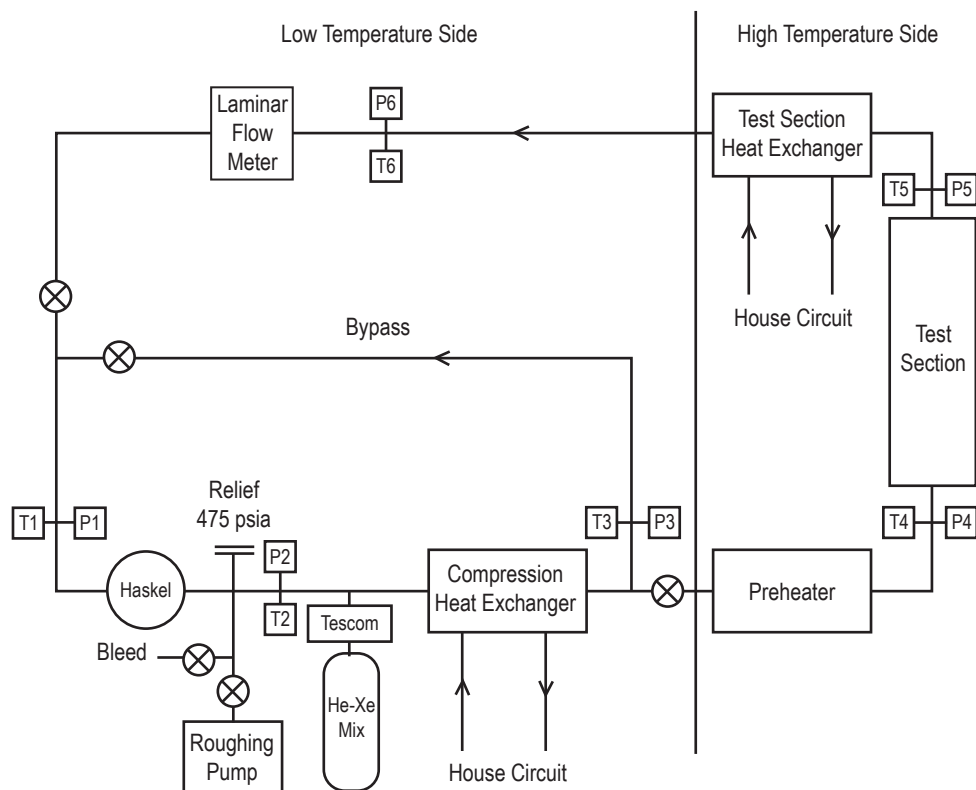 Low Temperature Side
High Temperature Side
Laminar
Flow
Meter
P6
T6
Test Section
Heat Exchanger
T5
P5
House Circuit
Test
Section
Bypass
Relief
475 psia
T1
P1
P2
T2
T3
P3
T4
P4
Haskel
Compression
Heat Exchanger
Preheater
Tescom
Bleed
He-Xe
Mix
Roughing
Pump
House Circuit